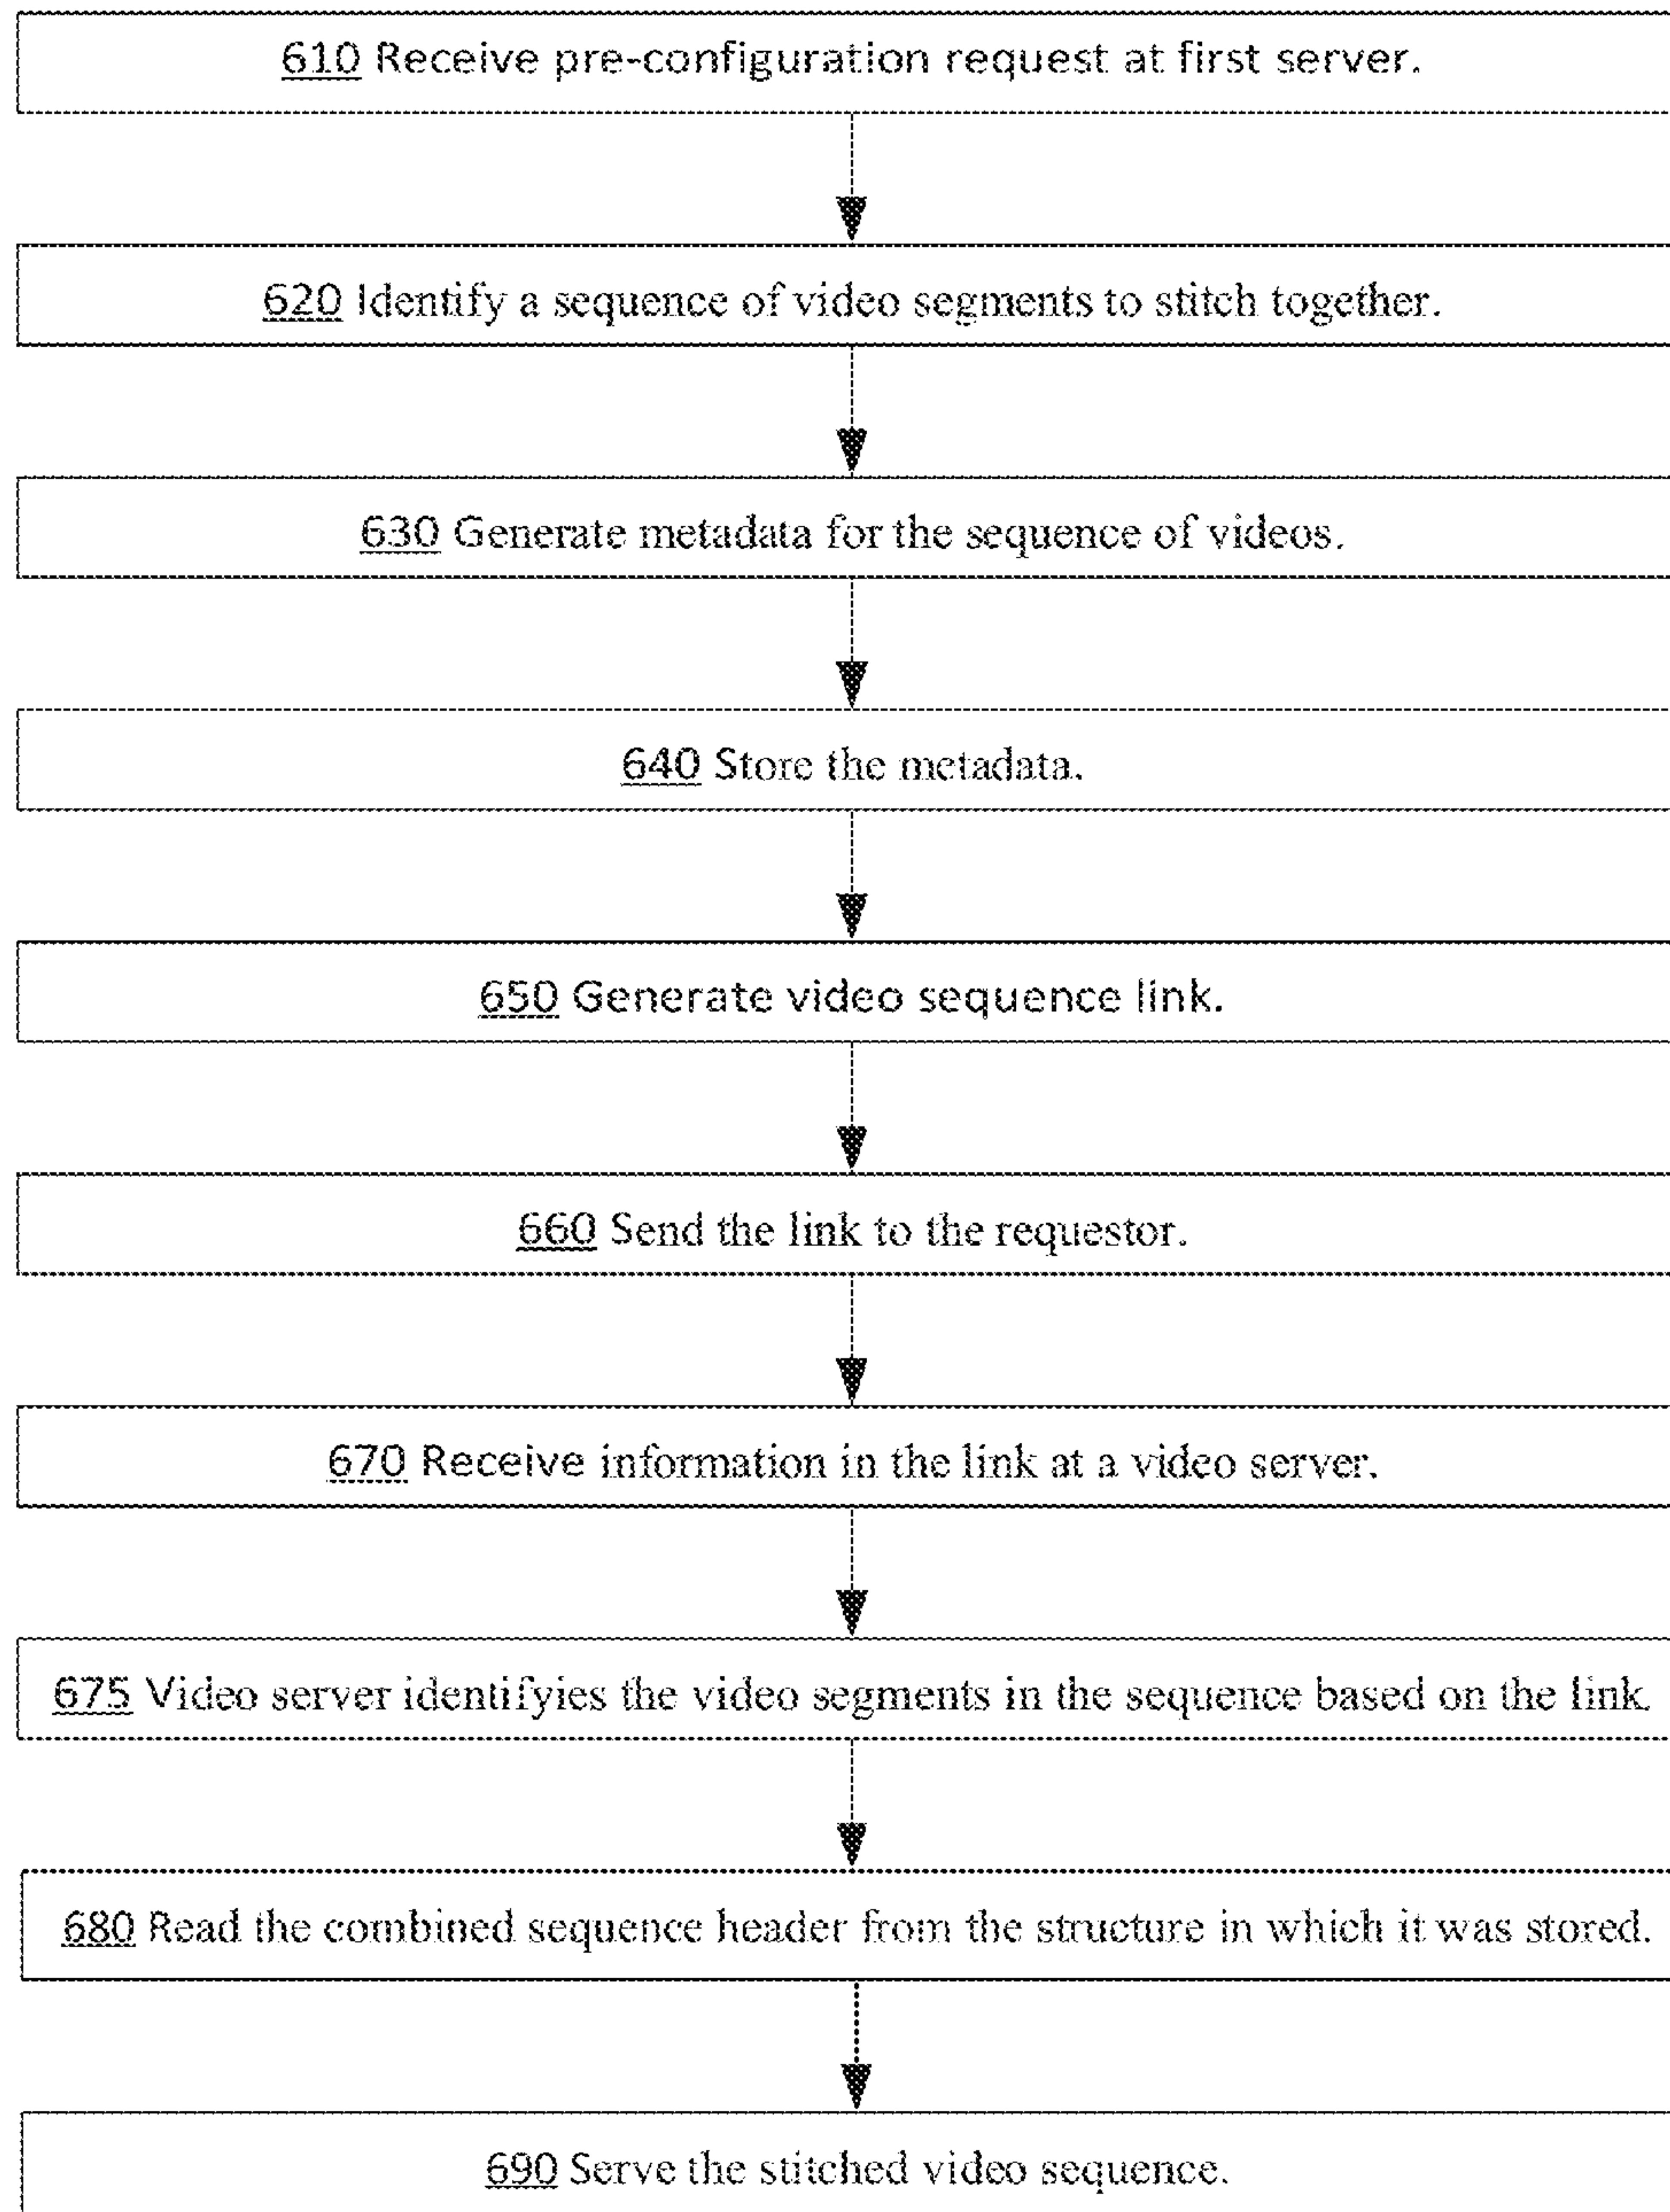 610 Receive pre-configuration request at first server.
620 Identify a sequence of video segments to stitch together.
630 Generate metadata for the sequence of videos.
640 Store the metadata.
650 Generate video sequence link.
660 Send the link to the requestor.
670 Receive information in the link at a video server.
675 Video server identifyies the video segments in the sequence based on the link.
680 Read the combined sequence header from the structure in which it was stored.
690 Serve the stitched video sequence.